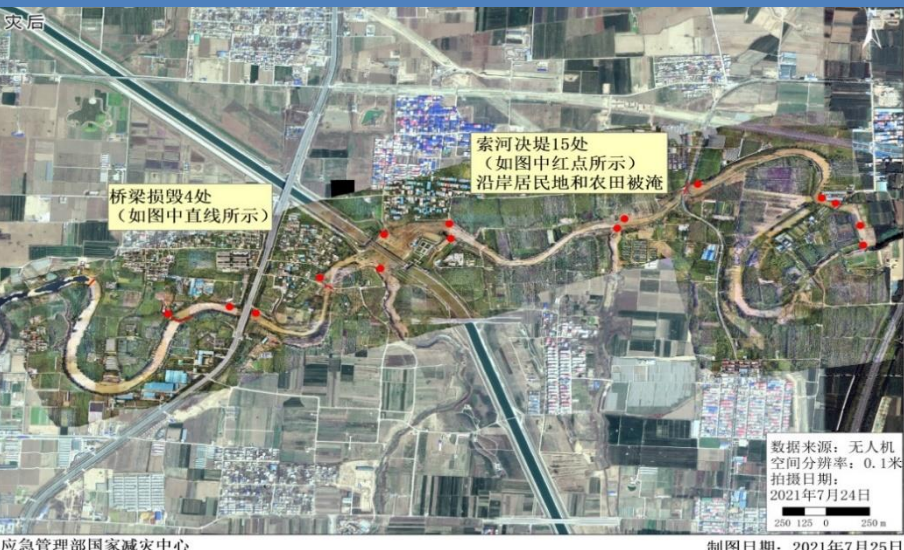 灾后
索河决堤15处
（如图中红点所示）
沿岸居民地和农田被淹
桥梁损毁4处
（如图中直线所示）
数据来源：无人机
空间分辨率：0.1米
拍摄日期：
2021年7月24日
250 125 0 250 m
应急管理部国家减灾中心
制图日期：2021年7月25日